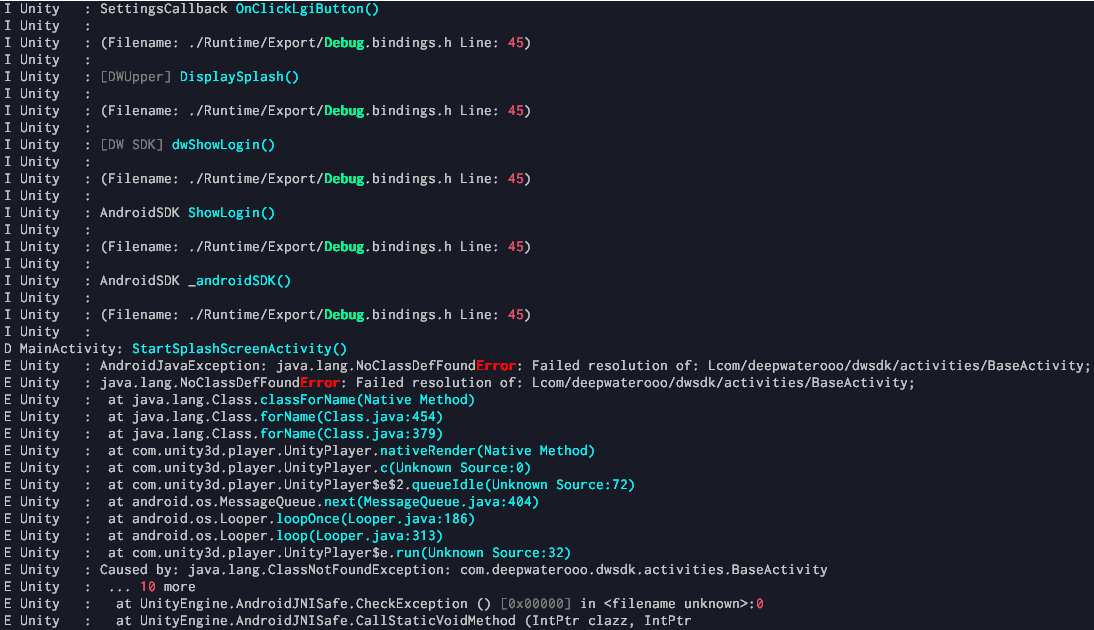 I Unity   : SettingsCallback OnClickLgiButton()
I Unity   :
I Unity   : (Filename: ./Runtime/Export/Debug.bindings.h Line: 45)
I Unity   :
I Unity   : [DWUpper] DisplaySplash()
I Unity   :
I Unity   : (Filename: ./Runtime/Export/Debug.bindings.h Line: 45)
I Unity   :
I Unity   : [DW SDK] dwShowLogin()
I Unity   :
I Unity   : (Filename: ./Runtime/Export/Debug.bindings.h Line: 45)
I Unity   :
I Unity   : AndroidSDK ShowLogin()
I Unity   :
I Unity   : (Filename: ./Runtime/Export/Debug.bindings.h Line: 45)
I Unity   :
I Unity   : AndroidSDK _androidSDK()
I Unity   :
I Unity   : (Filename: ./Runtime/Export/Debug.bindings.h Line: 45)
I Unity   :
D MainActivity: StartSplashScreenActivity()
E Unity   : AndroidJavaException: java.lang.NoClassDefFoundError: Failed resolution of: Lcom/deepwaterooo/dwsdk/activities/BaseActivity;
E Unity   : java.lang.NoClassDefFoundError: Failed resolution of: Lcom/deepwaterooo/dwsdk/activities/BaseActivity;
E Unity   :  at java.lang.Class.classForName(Native Method)
E Unity   :  at java.lang.Class.forName(Class.java:454)
E Unity   :  at java.lang.Class.forName(Class.java:379)
E Unity   :  at com.unity3d.player.UnityPlayer.nativeRender(Native Method)
E Unity   :  at com.unity3d.player.UnityPlayer.c(Unknown Source:0)
E Unity   :  at com.unity3d.player.UnityPlayer$e$2.queueIdle(Unknown Source:72)
E Unity   :  at android.os.MessageQueue.next(MessageQueue.java:404)
E Unity   :  at android.os.Looper.loopOnce(Looper.java:186)
E Unity   :  at android.os.Looper.loop(Looper.java:313)
E Unity   :  at com.unity3d.player.UnityPlayer$e.run(Unknown Source:32)
E Unity   : Caused by: java.lang.ClassNotFoundException: com.deepwaterooo.dwsdk.activities.BaseActivity
E Unity   :  ... 10 more
E Unity   :   at UnityEngine.AndroidJNISafe.CheckException () [0x00000] in <filename unknown>:0
E Unity   :   at UnityEngine.AndroidJNISafe.CallStaticVoidMethod (IntPtr clazz, IntPtr